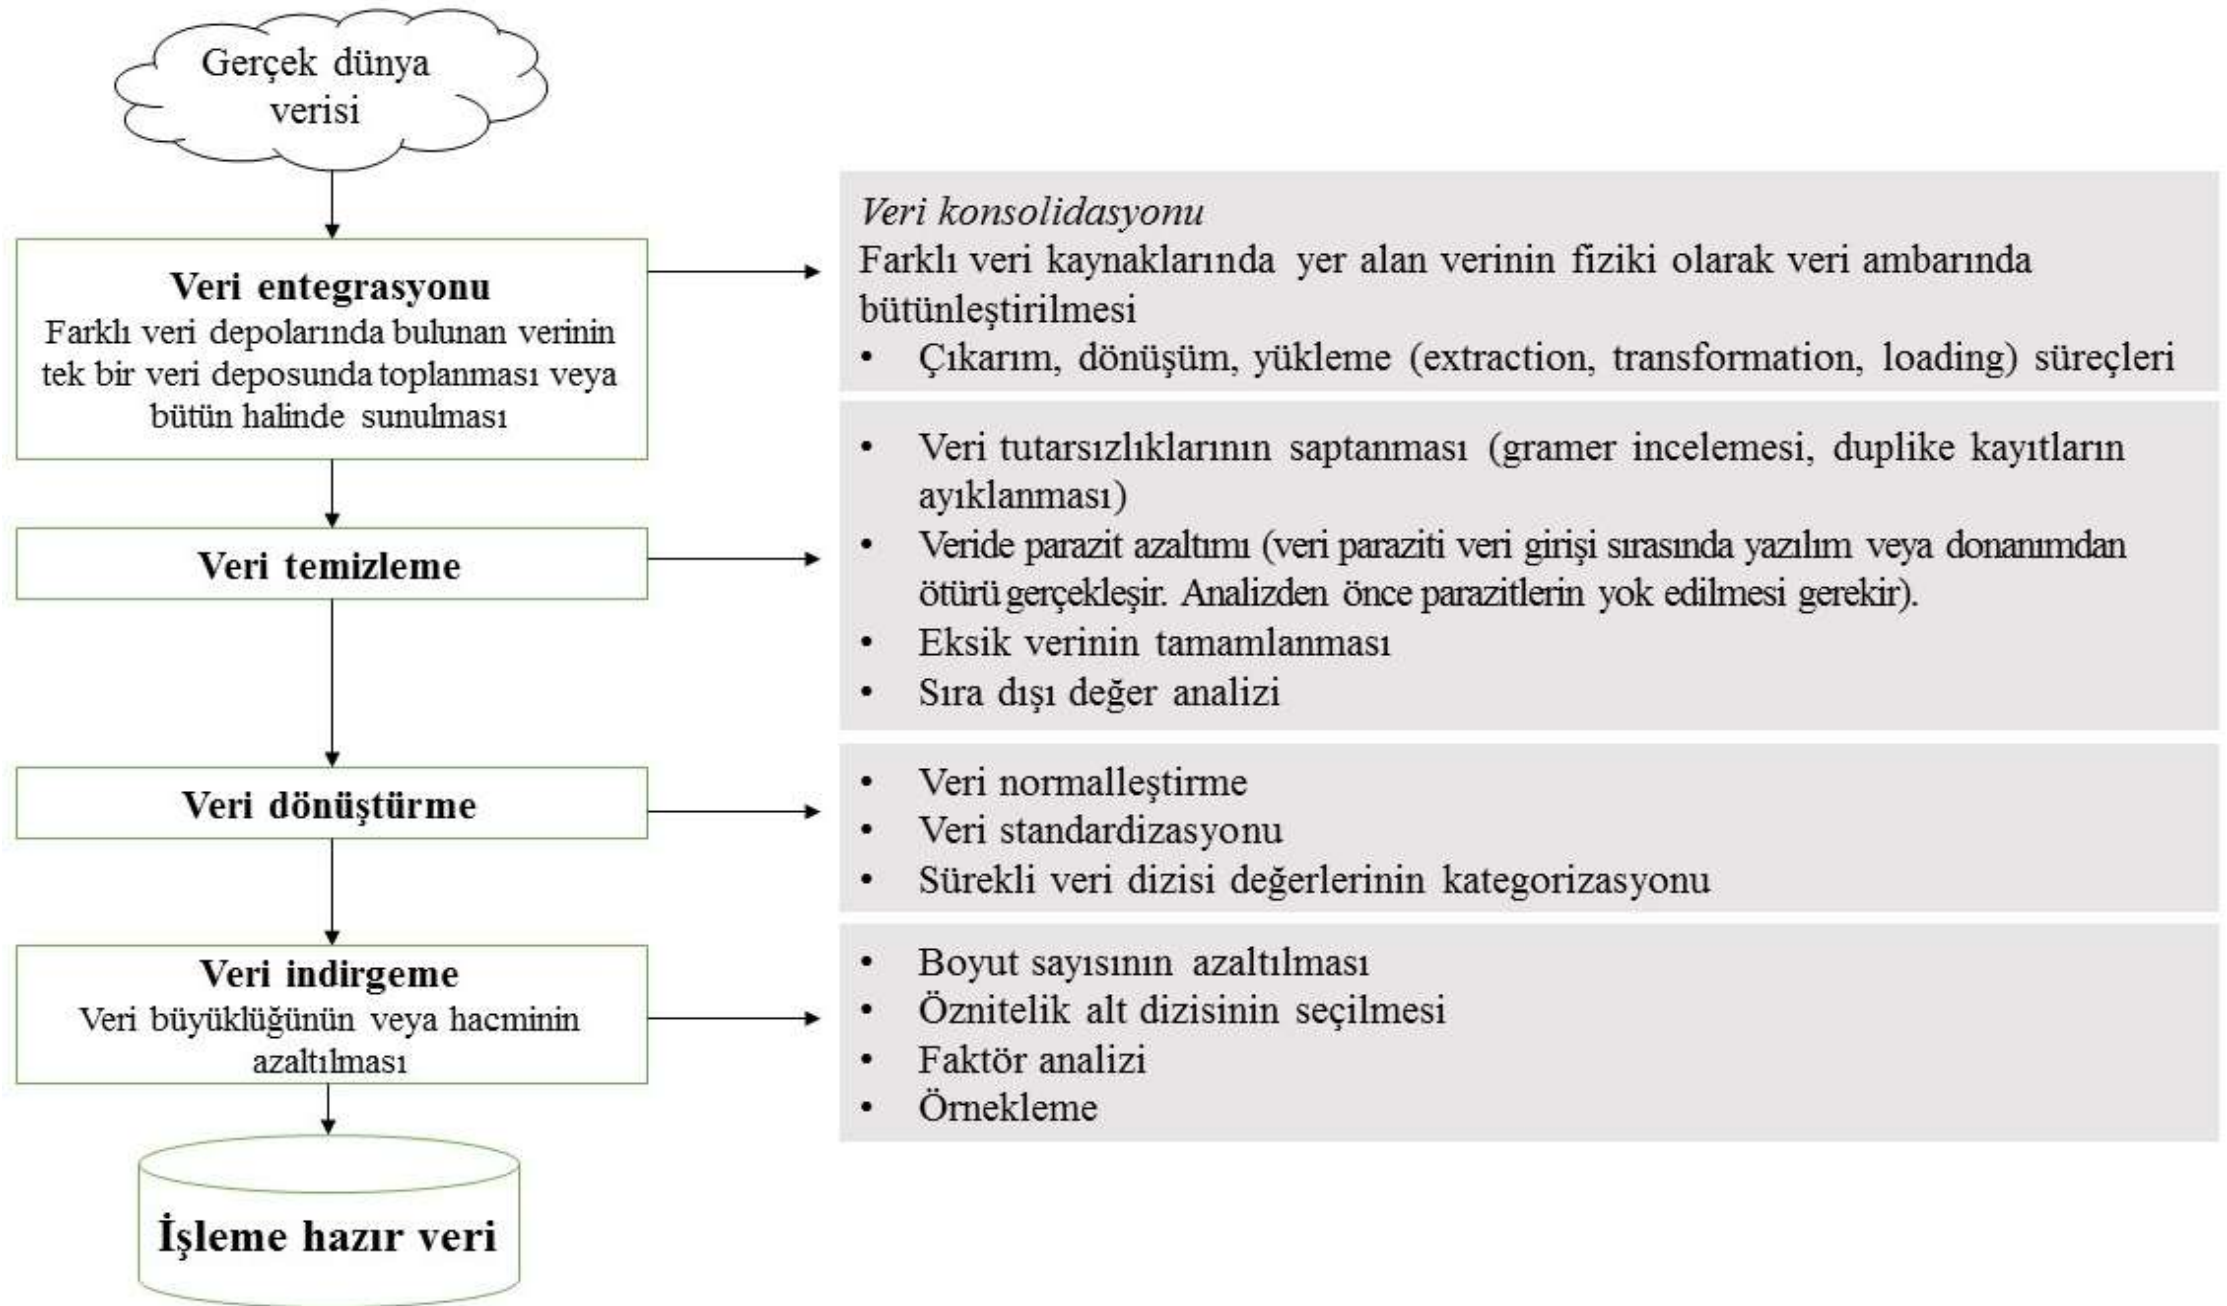 Gerçek dünya
verisi
Veri entegrasyonu
Farklı veri depolarında bulunan verinin
tek bir veri deposunda toplanması veya
bütün halinde sunulması
Veri konsolidasyonu
Farklı veri kaynaklarında yer alan verinin fiziki olarak veri ambarında
bütünleştirilmesi
• Çıkarım, dönüşüm, yükleme (extraction, transformation, loading) süreçleri
Veri temizleme
• Veri tutarsızlıklarının saptanması (gramer incelemesi, duplike kayıtların
ayıklanması)
• Veride parazit azaltımı (veri paraziti veri girişi sırasında yazılım veya donanımdan
ötürü gerçekleşir. Analizden önce parazitlerin yok edilmesi gerekir).
• Eksik verinin tamamlanması
• Sıra dışı değer analizi
Veri dönüştürme
• Veri normalleştirme
• Veri standardizasyonu
• Sürekli veri dizisi değerlerinin kategorizasyonu
Veri indirgeme
Veri büyüklüğünün veya hacminin
azaltılması
• Boyut sayısının azaltılması
• Öznitelik alt dizisinin seçilmesi
• Faktör analizi
• Örnekleme
İşleme hazır veri